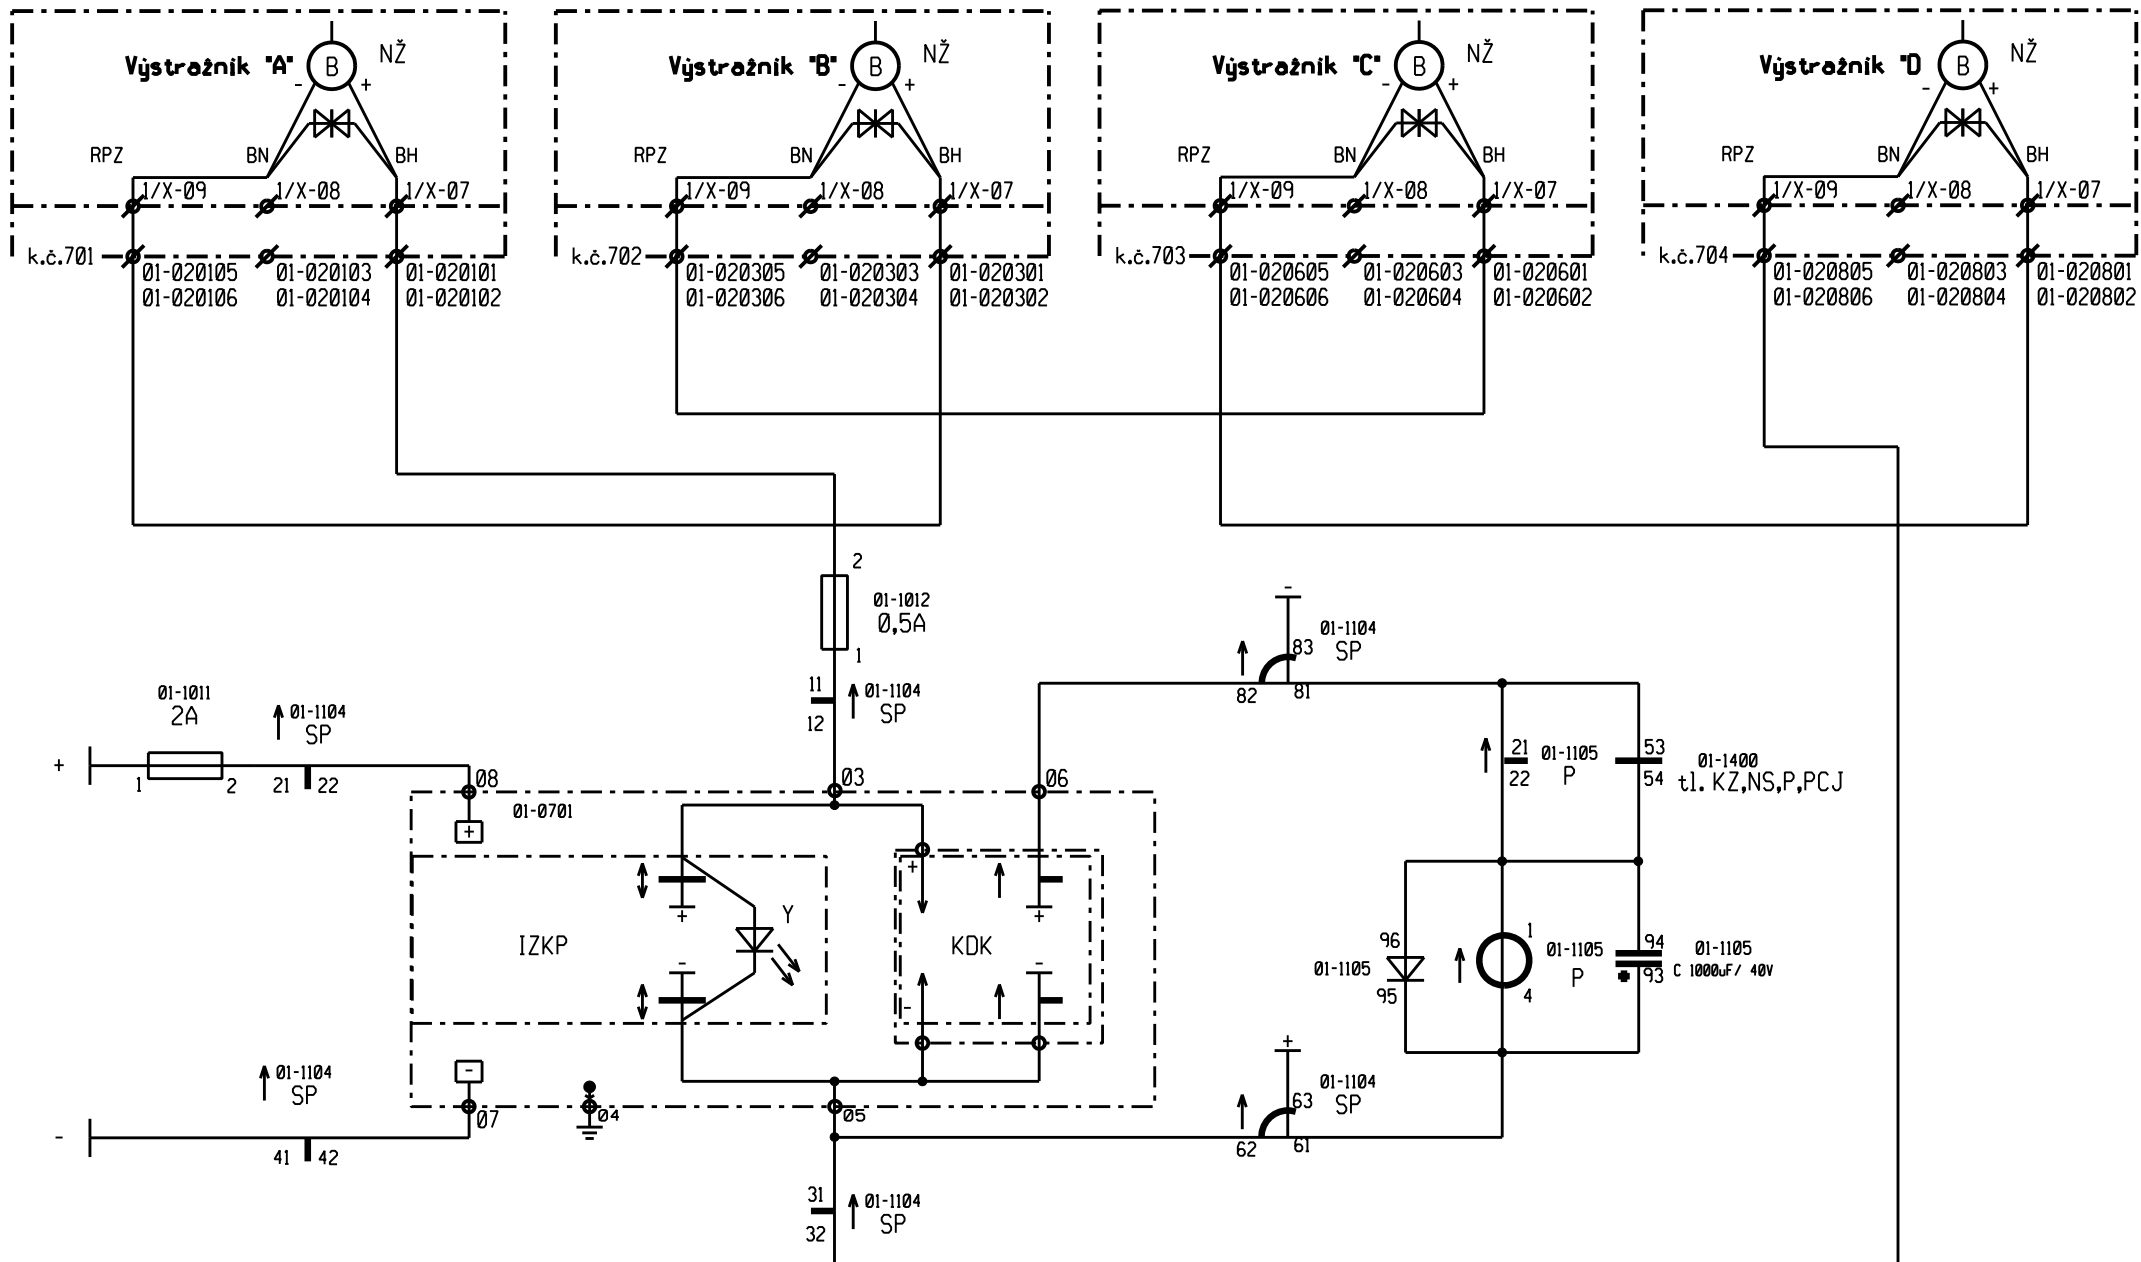 Výstražník "A"
B
NŽ
-
+
RPZ
BN
BH
1/X-09
1/X-08
1/X-07
k.č.701
01-020105
01-020106
01-020103
01-020104
01-020101
01-020102
Výstražník "B"
B
NŽ
-
+
RPZ
BN
BH
1/X-09
1/X-08
1/X-07
k.č.702
01-020305
01-020306
01-020303
01-020304
01-020301
01-020302
Výstražník "C"
B
NŽ
-
+
RPZ
BN
BH
1/X-09
1/X-08
1/X-07
k.č.703
01-020605
01-020606
01-020603
01-020604
01-020601
01-020602
Výstražník "D
B
NŽ
-
+
RPZ
BN
BH
1/X-09
1/X-08
1/X-07
k.č.704
01-020805
01-020806
01-020803
01-020804
01-020801
01-020802
2
01-1012
0,5A
1
11
12
01-1104
SP
01-1011
2A
+
1
2
01-1104
SP
21
22
08
03
06
01-0701
+
IZKP
+
-
Y
KDK
+
-
+
-
-
07
04
05
01-1104
SP
-
41
42
31
32
01-1104
SP
-
83
01-1104
SP
82
81
21
22
01-1105
P
53
54
01-1400
tl. KZ,NS,P,PCJ
96
01-1105
95
1
01-1105
P
4
94
93
01-1105
C 1000uF/ 40V
+
63
01-1104
SP
62
61